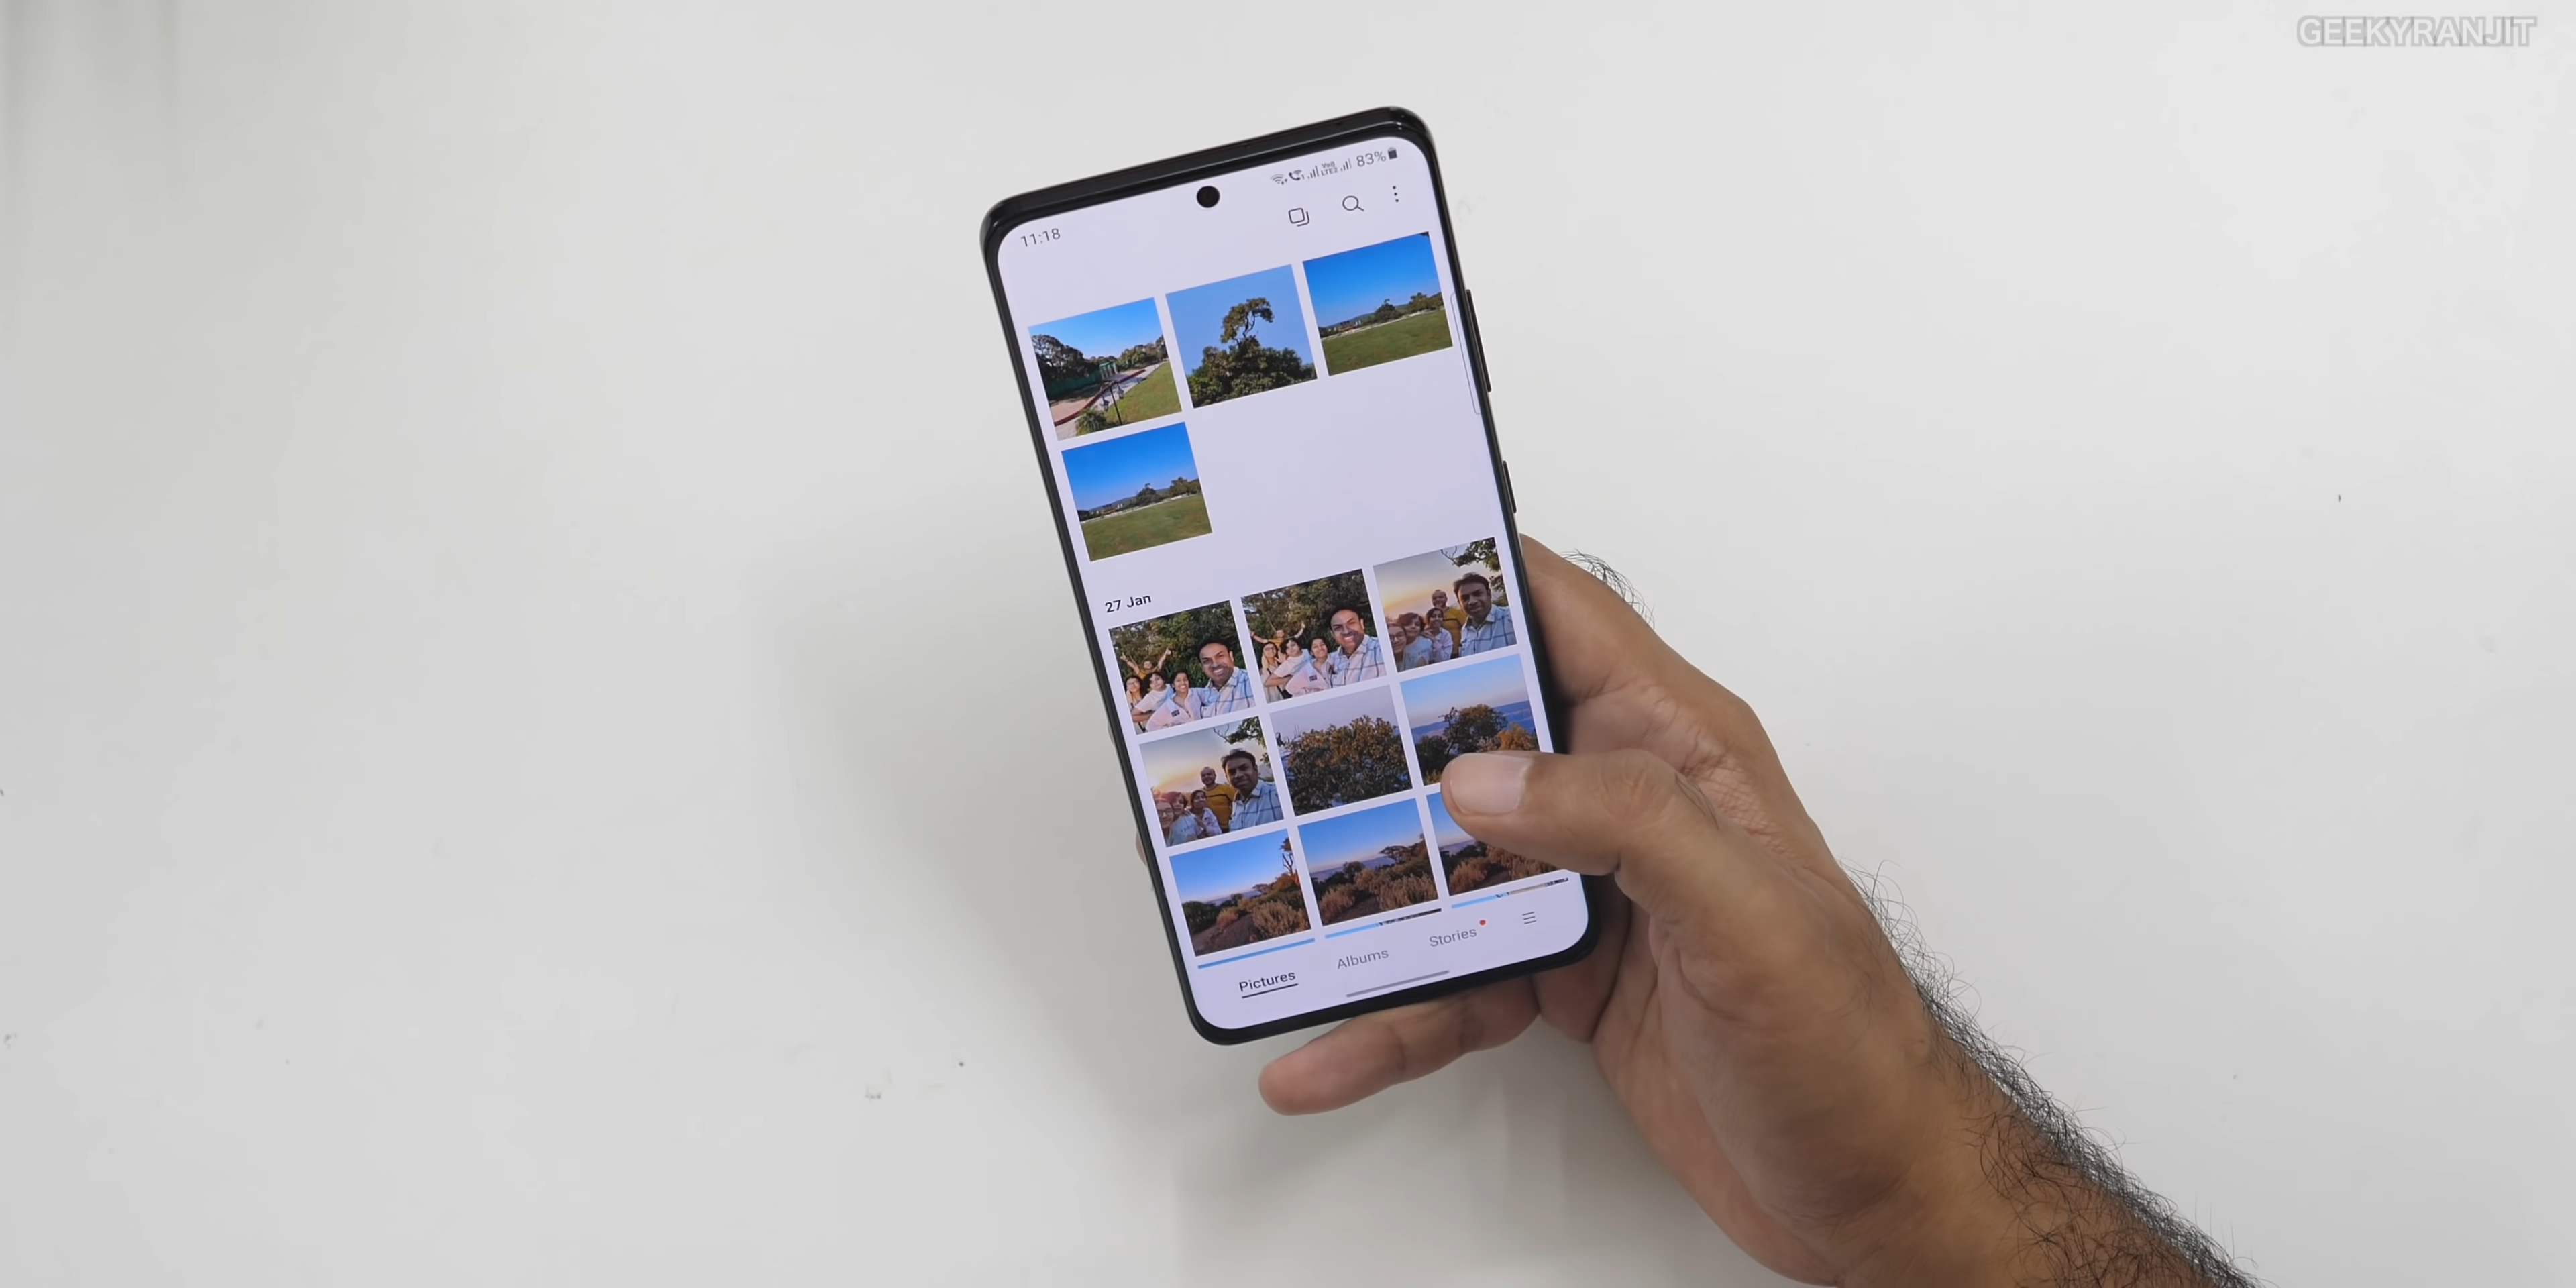 GEEKYRANJIT
11:18
83%
27 Jan
Pictures
Albums
Stories